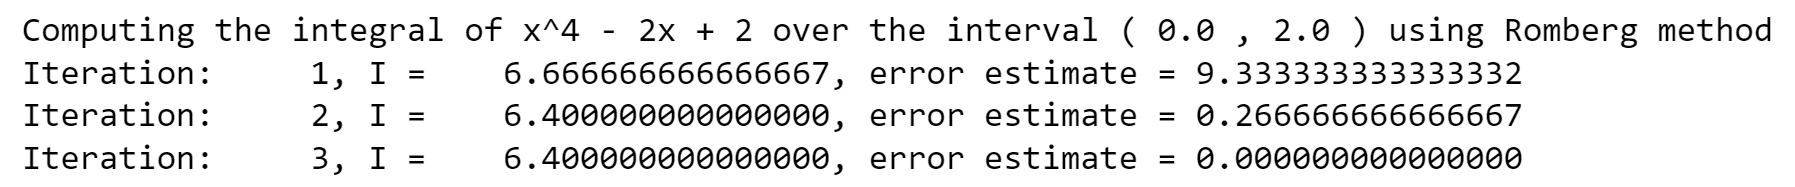 Computing the integral of x^4 - 2x + 2 over the interval ( 0.0 , 2.0 ) using Romberg method
Iteration:     1, I =    6.666666666666667, error estimate = 9.333333333333332
Iteration:     2, I =    6.400000000000000, error estimate = 0.266666666666667
Iteration:     3, I =    6.400000000000000, error estimate = 0.000000000000000